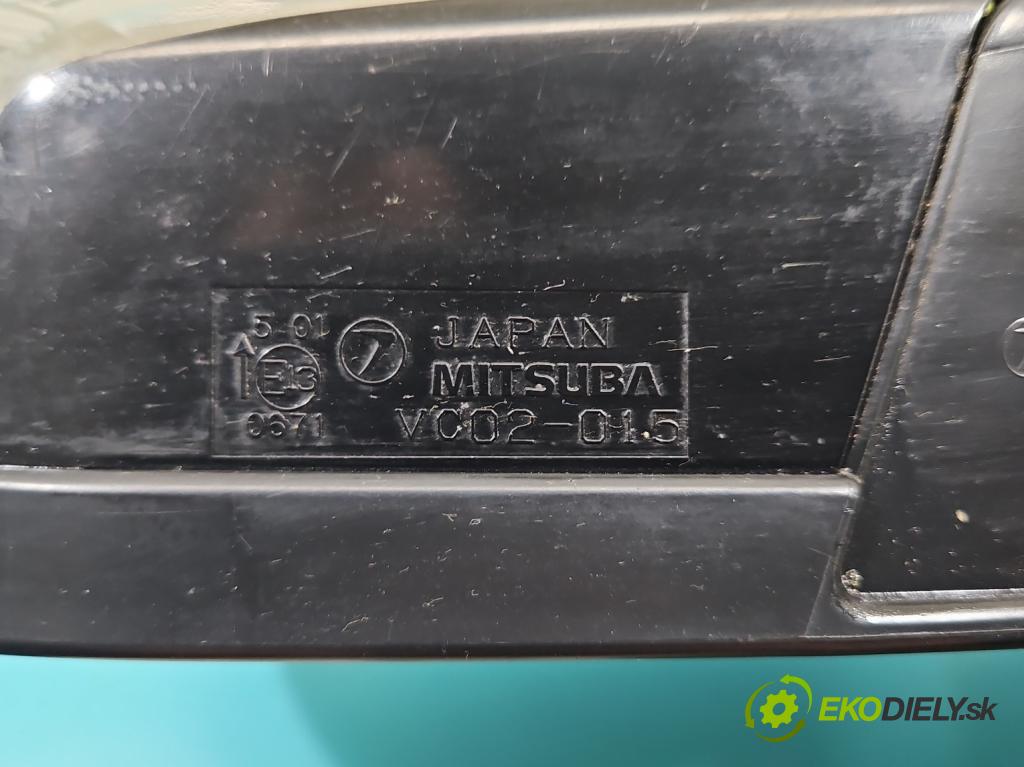 5 01 JAPAN
E13 MITSUBA
0671 VC02-015
EKODIELY.sk